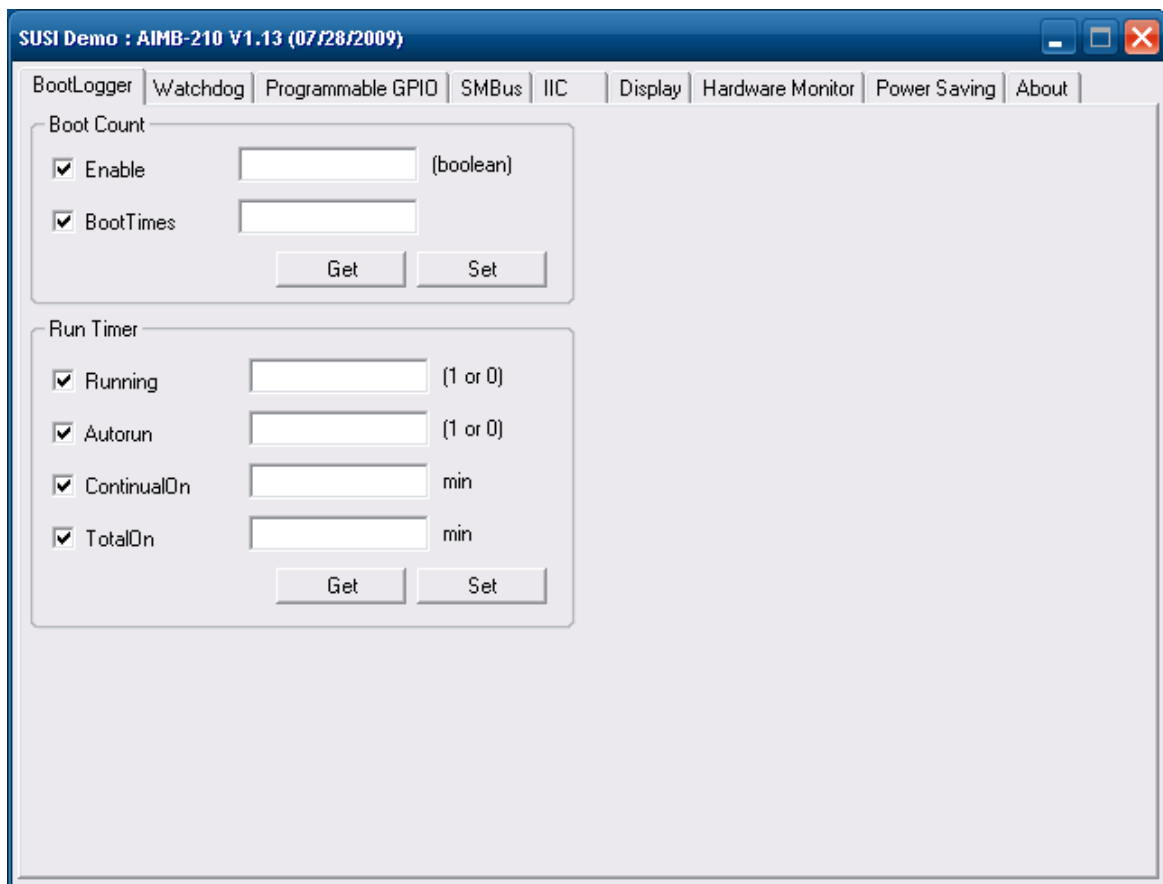 SUSI Demo : AIMB-210 V1.13 (07/28/2009)
BootLogger Watchdog Programmable GPIO SMBus IIC Display Hardware Monitor Power Saving About
Boot Count
Enable (boolean)
BootTimes
Get Set
Run Timer
Running (1 or 0)
Autorun (1 or 0)
ContinualOn min
TotalOn min
Get Set